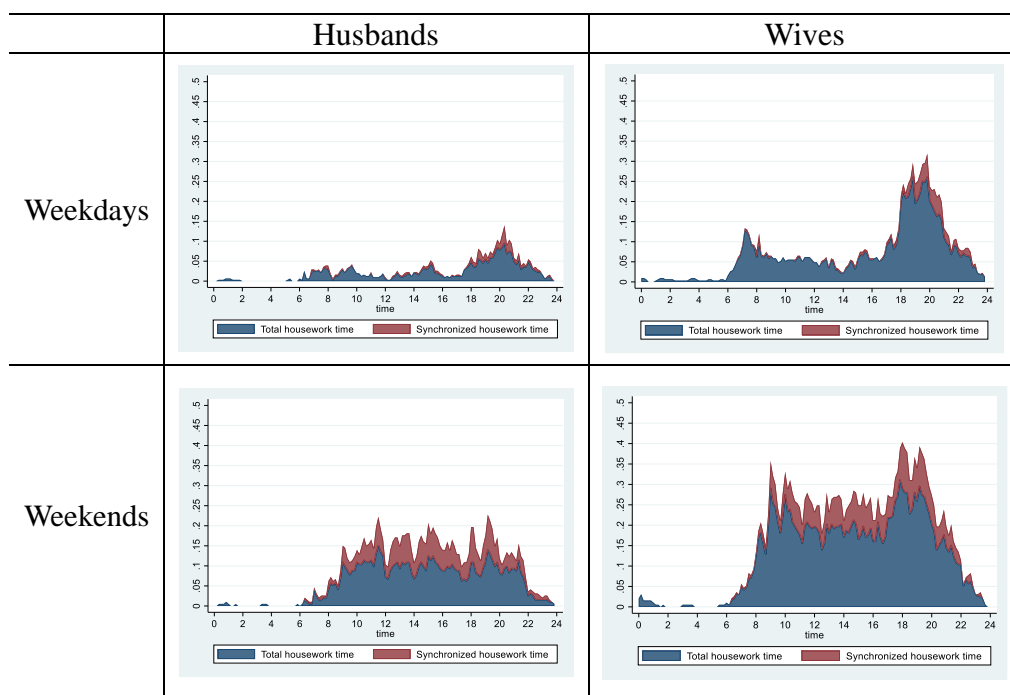 Husbands Wives
Weekdays
0 .05 .1 .15 .2 .25 .3 .35 .4 .45 .5
0 2 4 6 8 10 12 14 16 18 20 22 24
time
Total housework time Synchronized housework time
0 .05 .1 .15 .2 .25 .3 .35 .4 .45 .5
0 2 4 6 8 10 12 14 16 18 20 22 24
time
Total housework time Synchronized housework time
Weekends
0 .05 .1 .15 .2 .25 .3 .35 .4 .45 .5
0 2 4 6 8 10 12 14 16 18 20 22 24
time
Total housework time Synchronized housework time
0 .05 .1 .15 .2 .25 .3 .35 .4 .45 .5
0 2 4 6 8 10 12 14 16 18 20 22 24
time
Total housework time Synchronized housework time